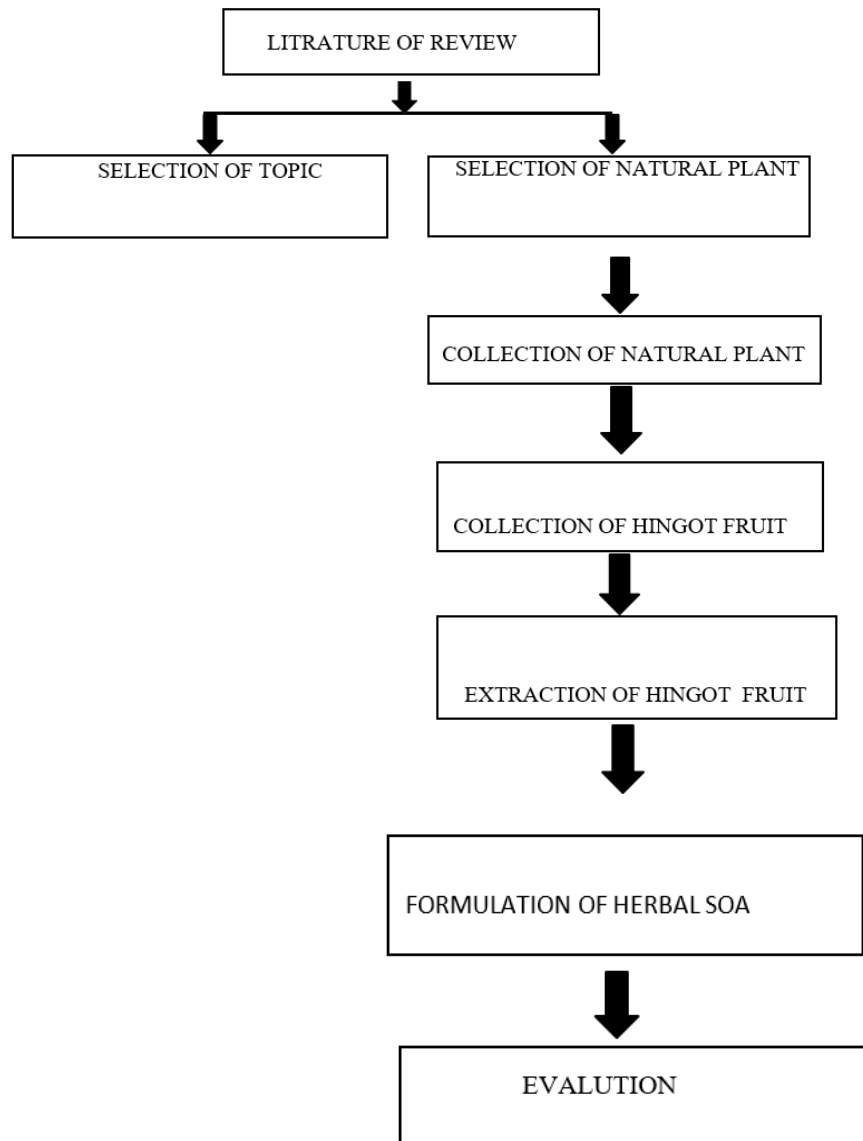 LITRATURE OF REVIEW
SELECTION OF TOPIC
SELECTION OF NATURAL PLANT
COLLECTION OF NATURAL PLANT
COLLECTION OF HINGOT FRUIT
EXTRACTION OF HINGOT FRUIT
FORMULATION OF HERBAL SOA
EVALUTION